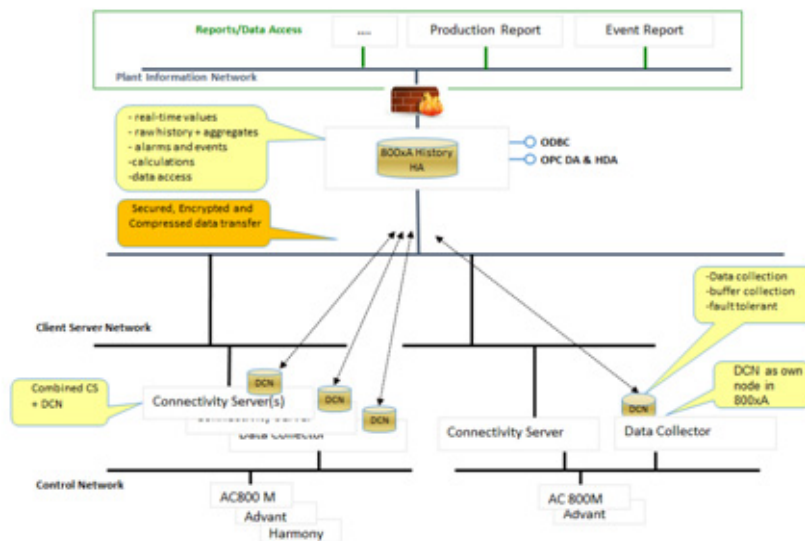 Reports/Data Access
....
Production Report
Event Report
Plant Information Network
- real-time values
- raw history + aggregates
- alarms and events
-calculations
-data access
800xA History
HA
ODBC
OPC DA & HDA
Secured, Encrypted and
Compressed data transfer
-Data collection
-buffer collection
-fault tolerant
Client Server Network
DCN
DCN
DCN
Combined CS
+ DCN
Connectivity Server(s)
Connectivity Server
Data Collector
DCN as own
node in
800xA
DCN
Connectivity Server
Data Collector
Control Network
AC800 M
Advant
Harmony
AC 800M
Advant